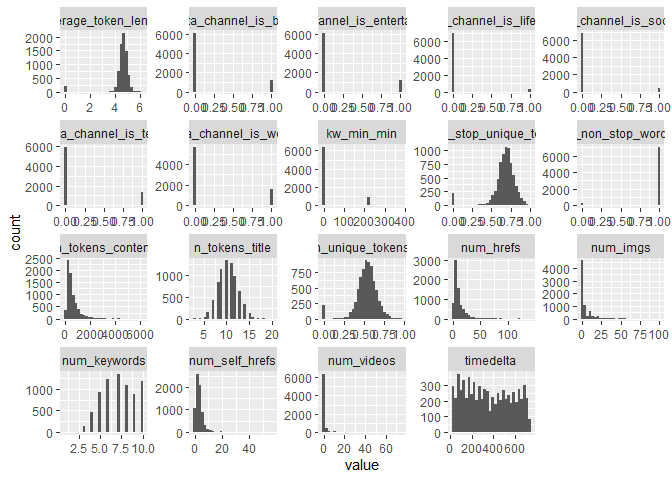 erage_token_len
ta_channel_is_b
annel_is_enterta
_channel_is_life
_channel_is_soc
2000
1500
1000
500
0
0 2 4 6
6000
4000
2000
0
0.00 0.25 0.50 0.75 1.00
6000
4000
2000
0
0.00 0.25 0.50 0.75 1.00
6000
4000
2000
0
0.00 0.25 0.50 0.75 1.00
6000
4000
2000
0
0.00 0.25 0.50 0.75 1.00
a_channel_is_te
a_channel_is_wo
kw_min_min
_stop_unique_to
_non_stop_word
6000
4000
2000
0
0.00 0.25 0.50 0.75 1.00
4000
2000
0
0.00 0.25 0.50 0.75 1.00
6000
4000
2000
0
0 100 200 300 400
1000
750
500
250
0
0.00 0.25 0.50 0.75 1.00
6000
4000
2000
0
0.00 0.25 0.50 0.75 1.00
count
n_tokens_conten
n_tokens_title
n_unique_tokens
num_hrefs
num_imgs
2500
2000
1500
1000
500
0
0 2000 4000 6000
1000
500
0
5 10 15 20
750
500
250
0
0.00 0.25 0.50 0.75 1.00
3000
2000
1000
0
0 50 100
4000
3000
2000
1000
0
0 25 50 75 100
num_keywords
num_self_hrefs
num_videos
timedelta
1000
500
0
2.5 5.0 7.5 10.0
2000
1000
0
0 20 40
6000
4000
2000
0
0 20 40 60
300
200
100
0
0 200 400 600
value